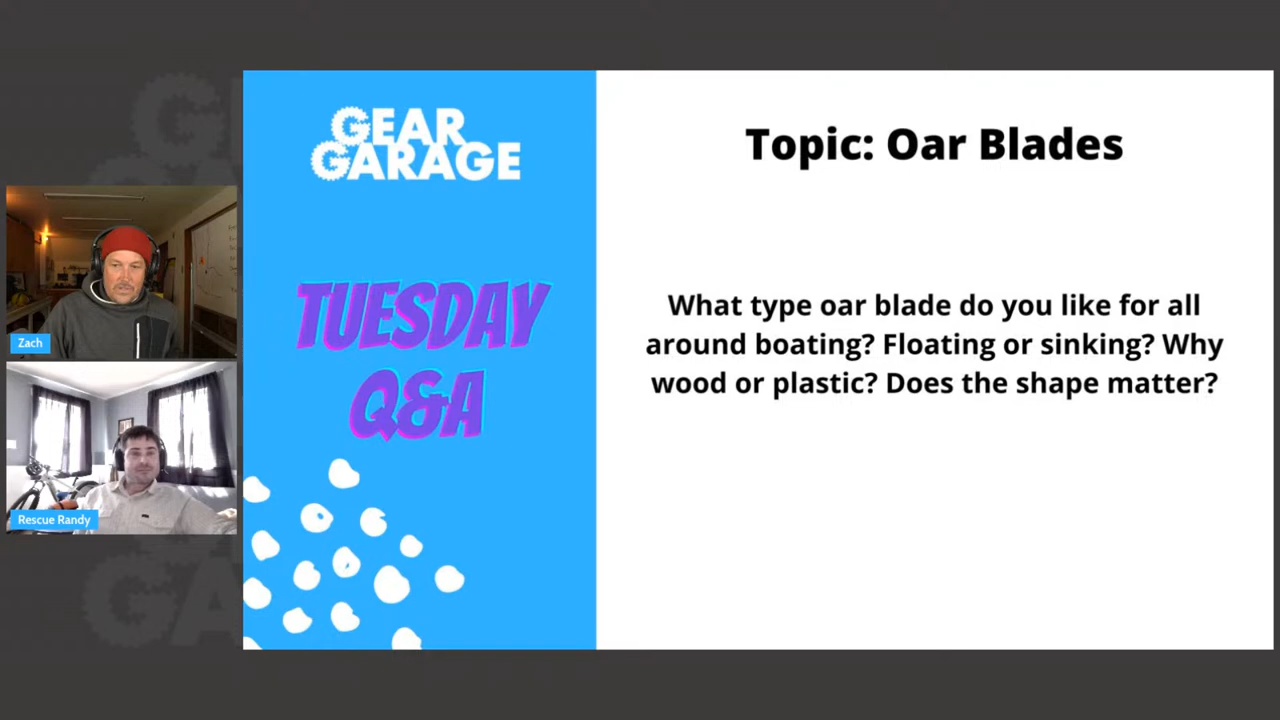 GEAR
GARAGE
TUESDAY
Q&A
Topic: Oar Blades
What type oar blade do you like for all
around boating? Floating or sinking? Why
wood or plastic? Does the shape matter?
Zach
Rescue Randy